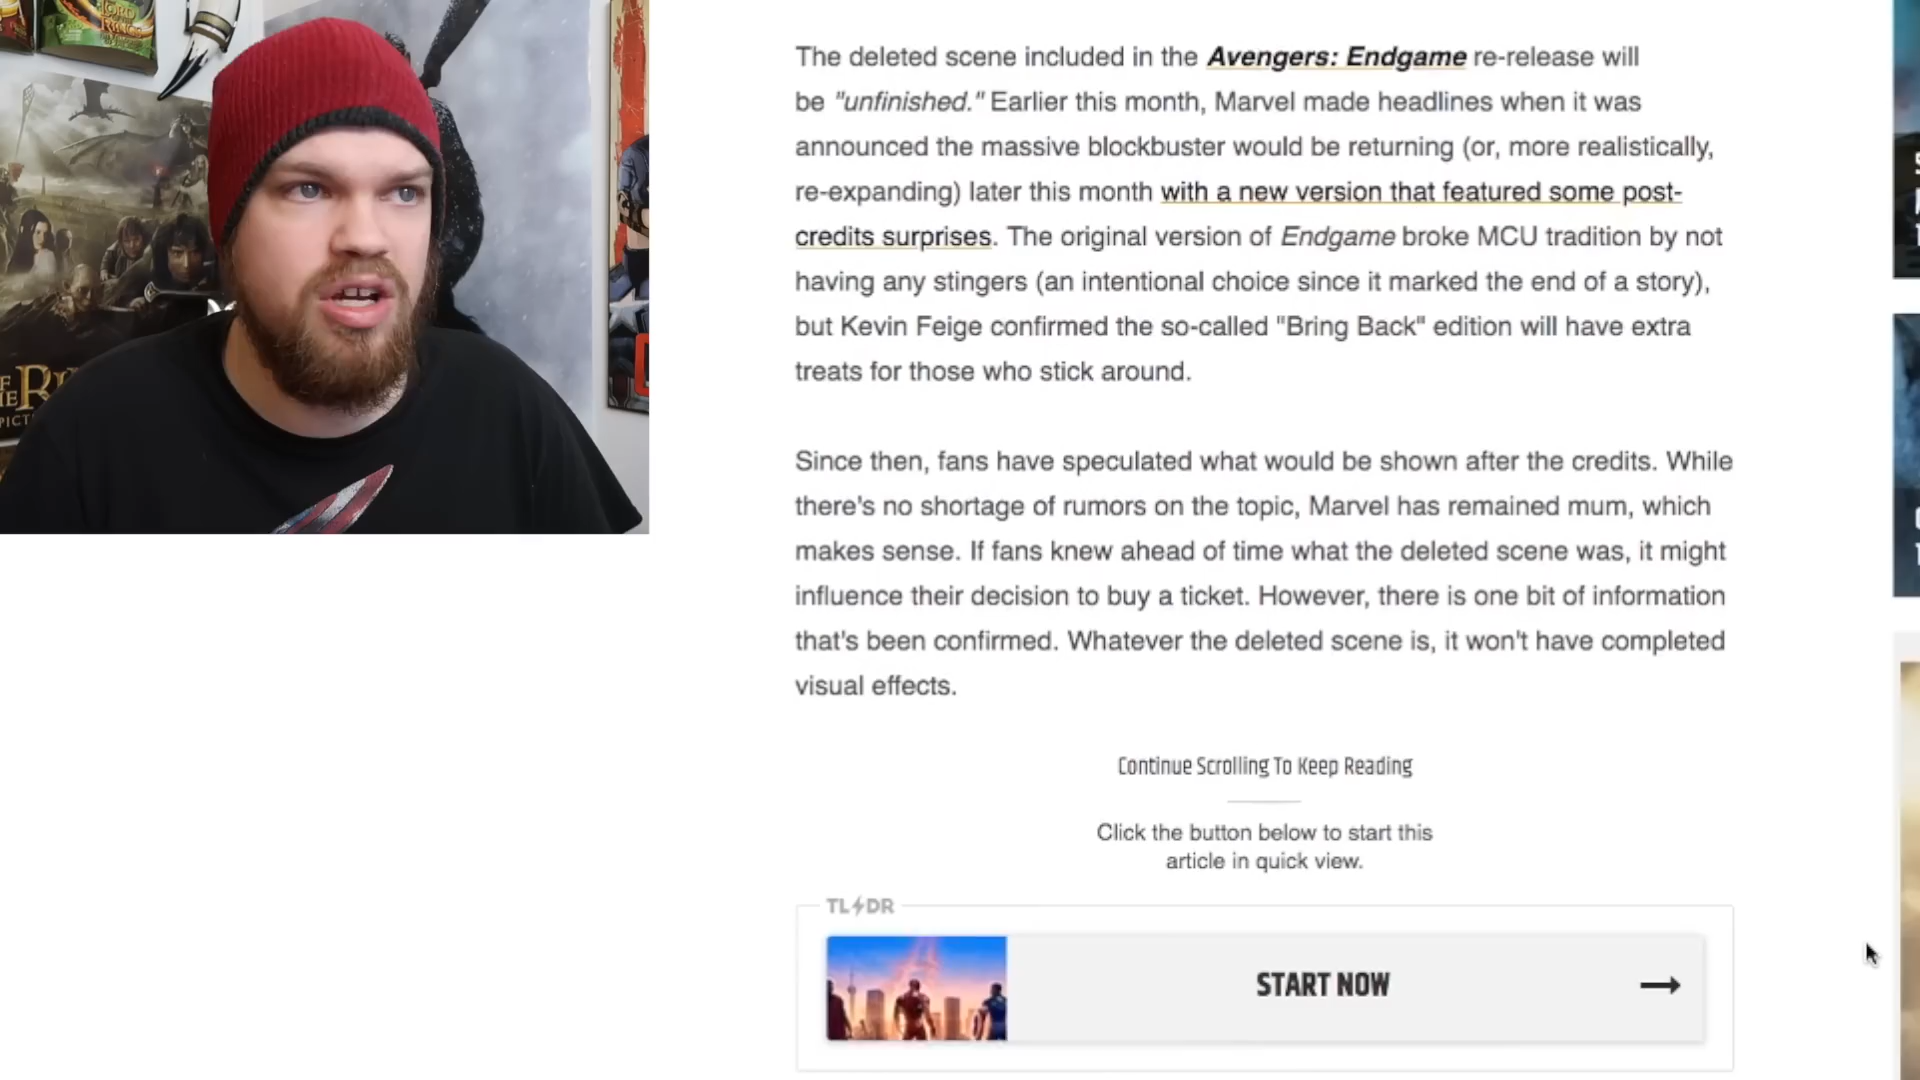 LORD
RINGS
The deleted scene included in the Avengers: Endgame re-release will
be "unfinished." Earlier this month, Marvel made headlines when it was
announced the massive blockbuster would be returning (or, more realistically,
re-expanding) later this month with a new version that featured some post-
credits surprises. The original version of Endgame broke MCU tradition by not
having any stingers (an intentional choice since it marked the end of a story),
but Kevin Feige confirmed the so-called "Bring Back" edition will have extra
treats for those who stick around.
Since then, fans have speculated what would be shown after the credits. While
there's no shortage of rumors on the topic, Marvel has remained mum, which
makes sense. If fans knew ahead of time what the deleted scene was, it might
influence their decision to buy a ticket. However, there is one bit of information
that's been confirmed. Whatever the deleted scene is, it won't have completed
visual effects.
Continue Scrolling To Keep Reading
Click the button below to start this
article in quick view.
TL DR
START NOW